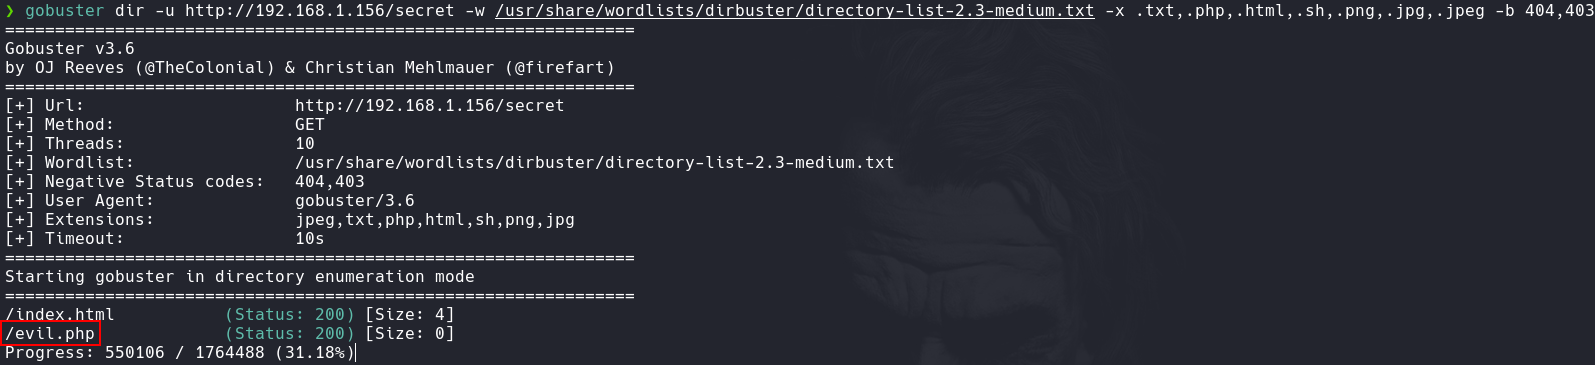 ❯ gobuster dir -u http://192.168.1.156/secret -w /usr/share/wordlists/dirbuster/directory-list-2.3-medium.txt -x .txt,.php,.html,.sh,.png,.jpg,.jpeg -b 404,403
===============================================================
Gobuster v3.6
by OJ Reeves (@TheColonial) & Christian Mehlmauer (@firefart)
===============================================================
[+] Url:                     http://192.168.1.156/secret
[+] Method:                  GET
[+] Threads:                 10
[+] Wordlist:                /usr/share/wordlists/dirbuster/directory-list-2.3-medium.txt
[+] Negative Status codes:   404,403
[+] User Agent:              gobuster/3.6
[+] Extensions:              jpeg,txt,php,html,sh,png,jpg
[+] Timeout:                 10s
===============================================================
Starting gobuster in directory enumeration mode
===============================================================
/index.html           (Status: 200) [Size: 4]
/evil.php             (Status: 200) [Size: 0]
Progress: 550106 / 1764488 (31.18%)